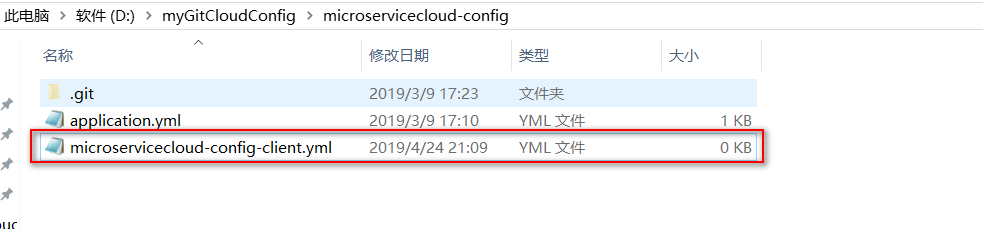 此电脑 > 软件 (D:) > myGitCloudConfig > microservicecloud-config
名称 修改日期 类型 大小
.git 2019/3/9 17:23 文件夹
application.yml 2019/3/9 17:10 YML 文件 1 KB
microservicecloud-config-client.yml 2019/4/24 21:09 YML 文件 0 KB